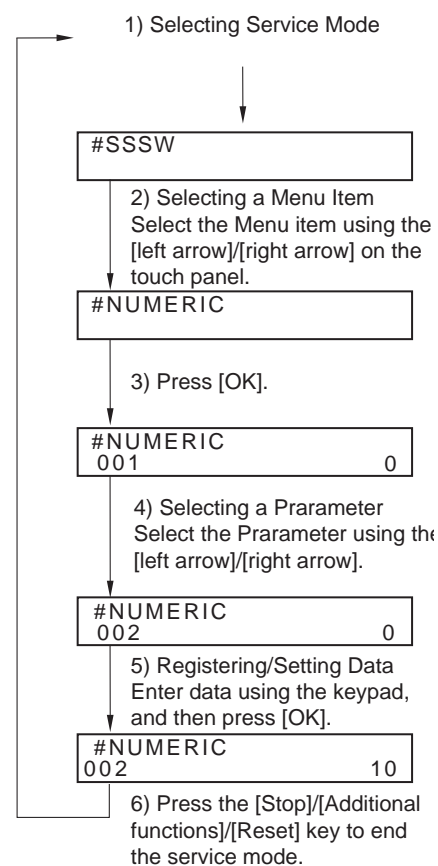 1) Selecting Service Mode
#SSSW
2) Selecting a Menu Item
Select the Menu item using the
[left arrow]/[right arrow] on the
touch panel.
#NUMERIC
3) Press [OK].
#NUMERIC
001 0
4) Selecting a Prarameter
Select the Prarameter using the
[left arrow]/[right arrow].
#NUMERIC
002 0
5) Registering/Setting Data
Enter data using the keypad,
and then press [OK].
#NUMERIC
002 10
6) Press the [Stop]/[Additional
functions]/[Reset] key to end
the service mode.